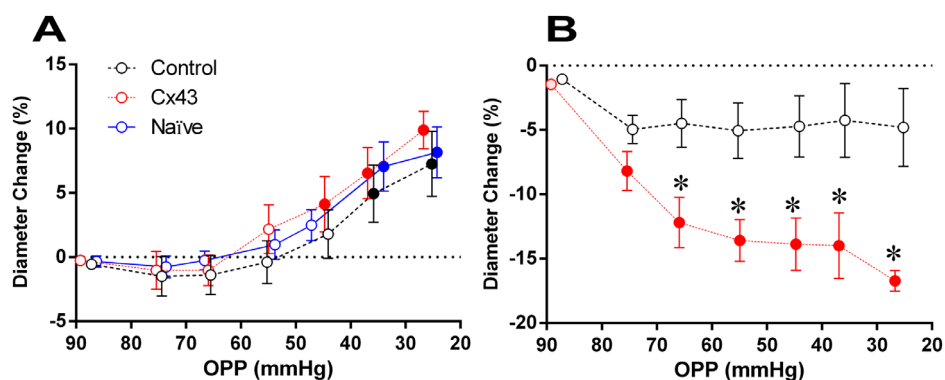 A
B
15
10
5
0
-5
Diameter Change (%)
Control
Cx43
Naïve
90 80 70 60 50 40 30 20
OPP (mmHg)
0
-5
-10
-15
-20
Diameter Change (%)
* * * * *
90 80 70 60 50 40 30 20
OPP (mmHg)